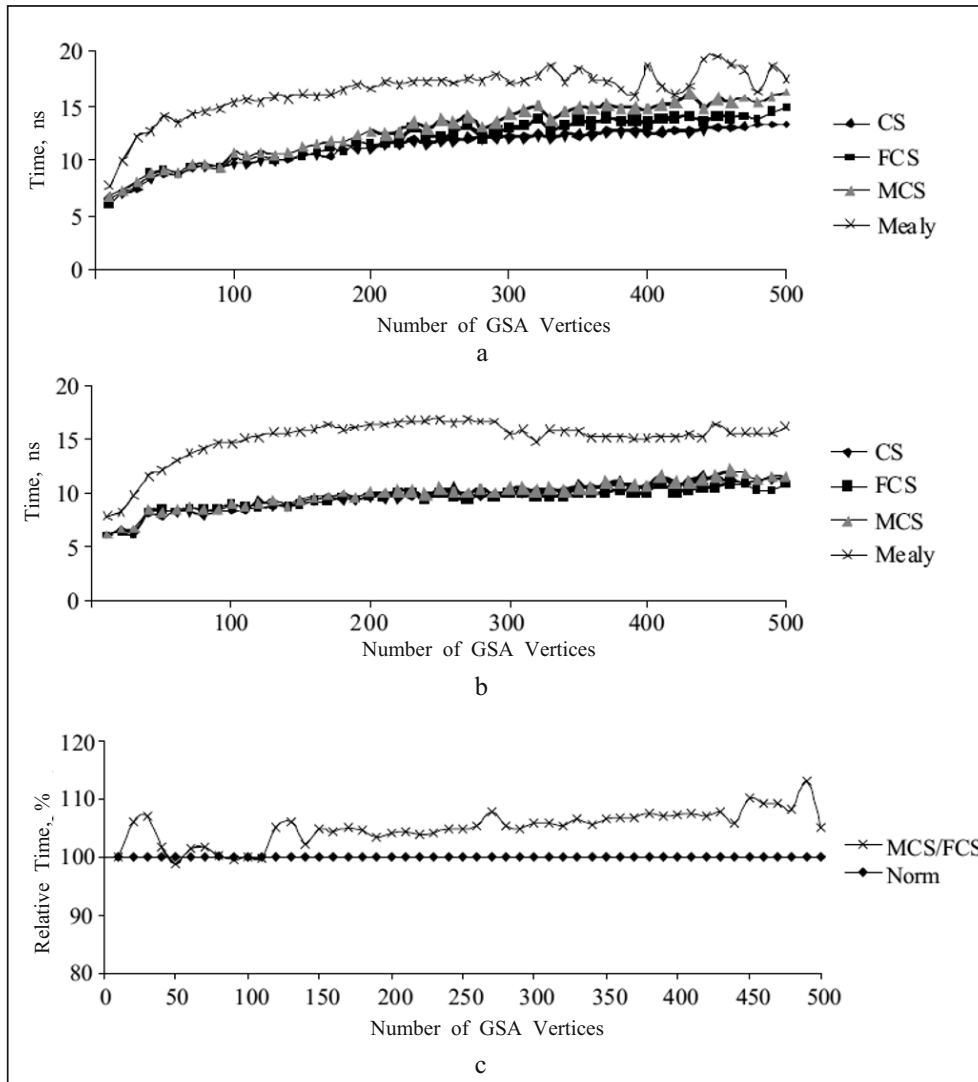 20
15
10
5
0
Time, ns
100 200 300 400 500
Number of GSA Vertices
CS
FCS
MCS
Mealy
a
20
15
10
5
0
Time, ns
100 200 300 400 500
Number of GSA Vertices
CS
FCS
MCS
Mealy
b
120
110
100
90
80
Relative Time, %
0 50 100 150 200 250 300 350 400 450 500
Number of GSA Vertices
MCS/FCS
Norm
c